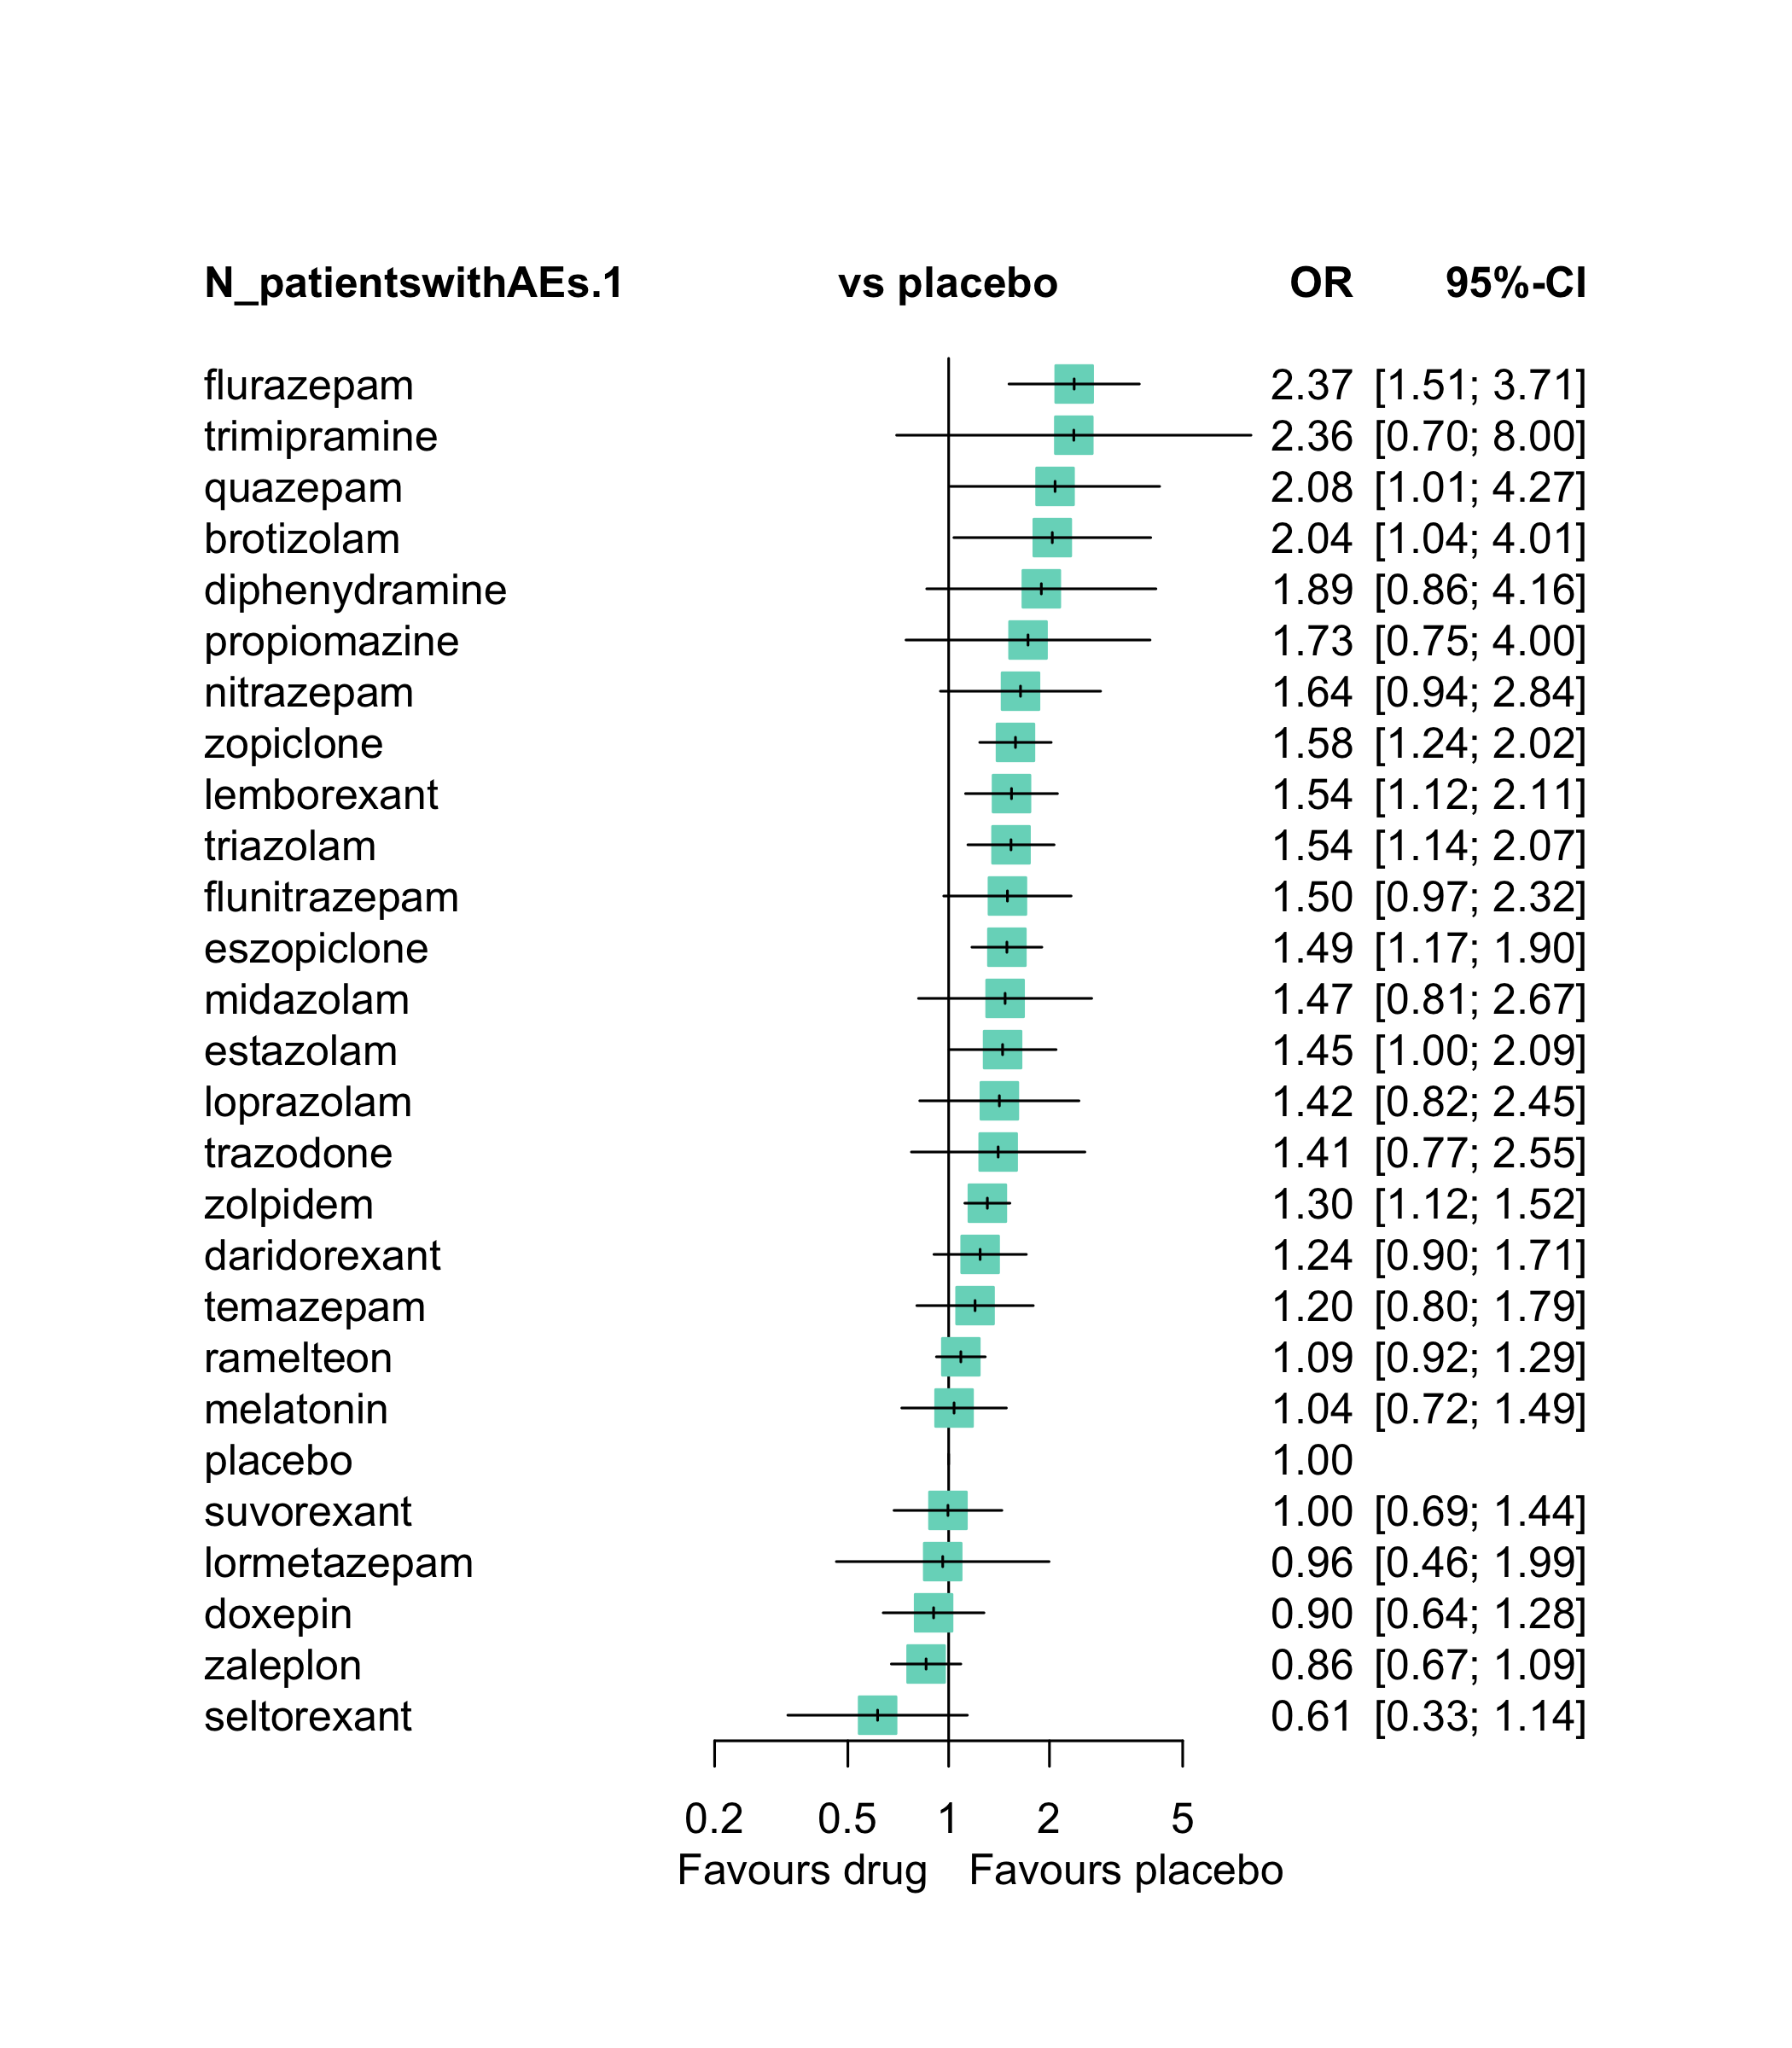 N_patientswithAEs.1 vs placebo OR 95%-CI
flurazepam 2.37 [1.51; 3.71]
trimipramine 2.36 [0.70; 8.00]
quazepam 2.08 [1.01; 4.27]
brotizolam 2.04 [1.04; 4.01]
diphenydramine 1.89 [0.86; 4.16]
propiomazine 1.73 [0.75; 4.00]
nitrazepam 1.64 [0.94; 2.84]
zopiclone 1.58 [1.24; 2.02]
lemborexant 1.54 [1.12; 2.11]
triazolam 1.54 [1.14; 2.07]
flunitrazepam 1.50 [0.97; 2.32]
eszopiclone 1.49 [1.17; 1.90]
midazolam 1.47 [0.81; 2.67]
estazolam 1.45 [1.00; 2.09]
loprazolam 1.42 [0.82; 2.45]
trazodone 1.41 [0.77; 2.55]
zolpidem 1.30 [1.12; 1.52]
daridorexant 1.24 [0.90; 1.71]
temazepam 1.20 [0.80; 1.79]
ramelteon 1.09 [0.92; 1.29]
melatonin 1.04 [0.72; 1.49]
placebo 1.00
suvorexant 1.00 [0.69; 1.44]
lormetazepam 0.96 [0.46; 1.99]
doxepin 0.90 [0.64; 1.28]
zaleplon 0.86 [0.67; 1.09]
seltorexant 0.61 [0.33; 1.14]
0.2 0.5 1 2 5
Favours drug Favours placebo